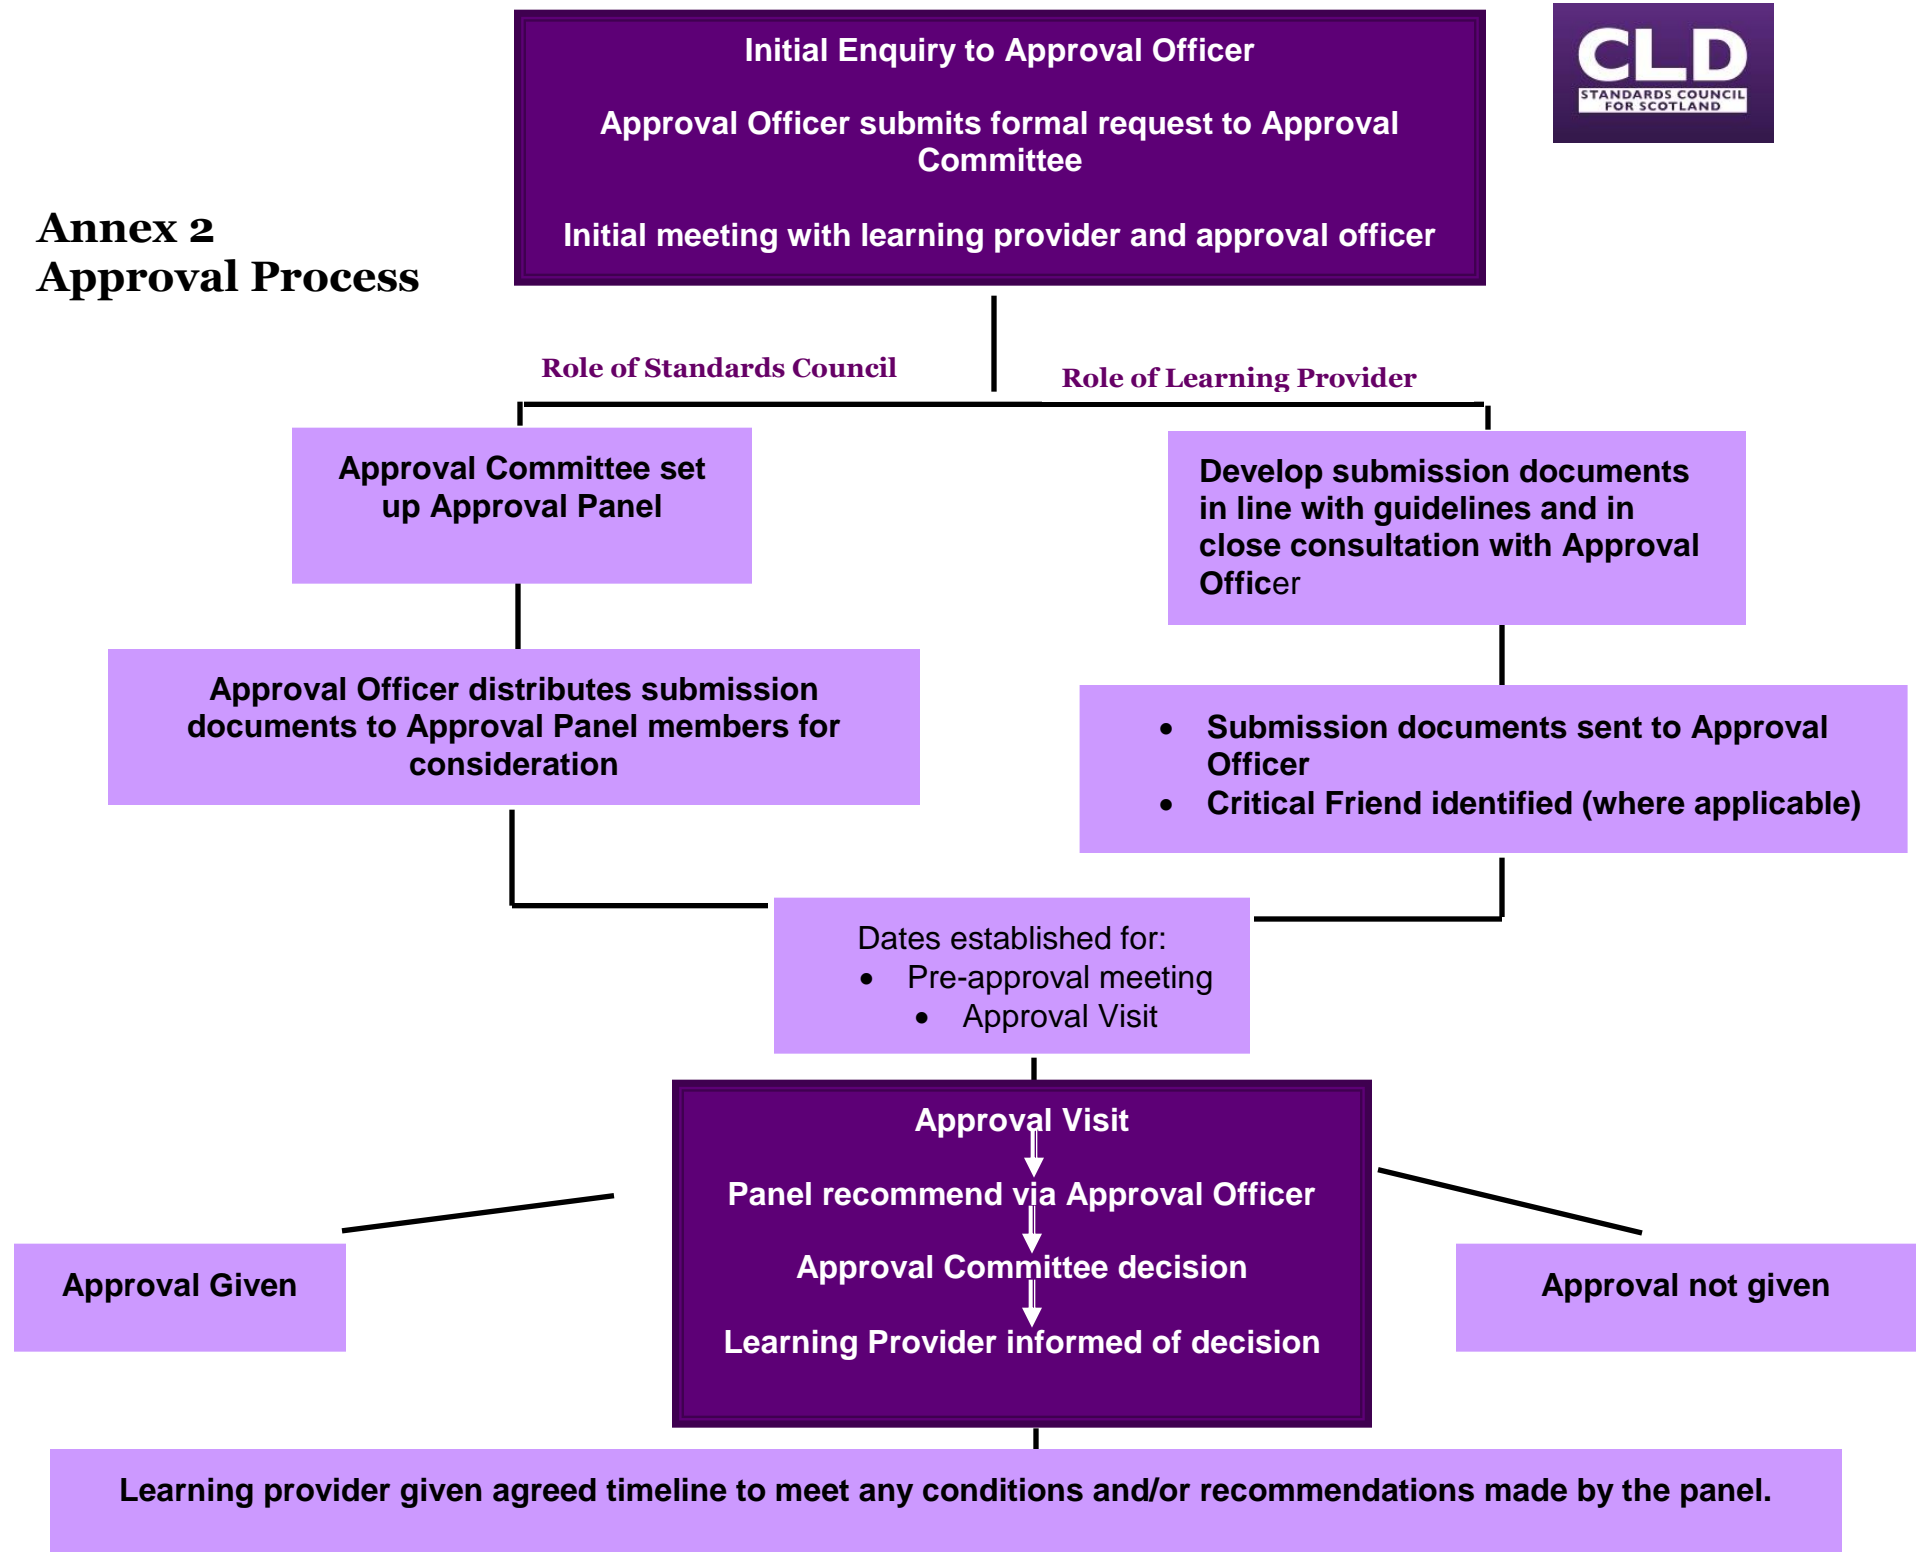 Initial Enquiry to Approval Officer
Approval Officer submits formal request to Approval
Committee
Initial meeting with learning provider and approval officer
CLD
STANDARDS COUNCIL
FOR SCOTLAND
Annex 2
Approval Process
Role of Standards Council
Role of Learning Provider
Approval Committee set
up Approval Panel
Develop submission documents
in line with guidelines and in
close consultation with Approval
Officer
Approval Officer distributes submission
documents to Approval Panel members for
consideration
• Submission documents sent to Approval
Officer
• Critical Friend identified (where applicable)
Dates established for:
• Pre-approval meeting
• Approval Visit
Approval Visit
Panel recommend via Approval Officer
Approval Committee decision
Learning Provider informed of decision
Approval Given
Approval not given
Learning provider given agreed timeline to meet any conditions and/or recommendations made by the panel.